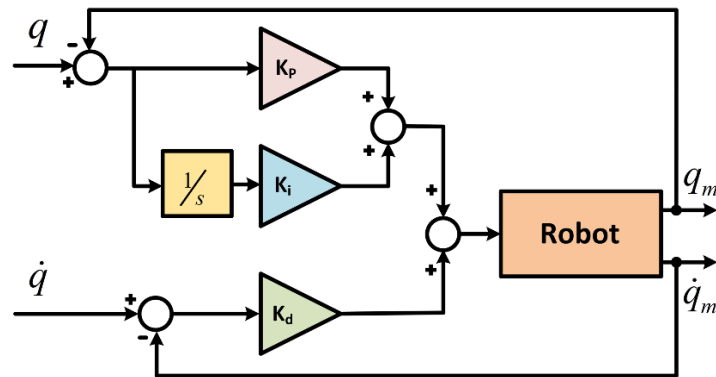 q
-
+
K_P
+
+
q_m
1/s
K_i
+
Robot
q̇
+
-
K_d
+
q̇_m